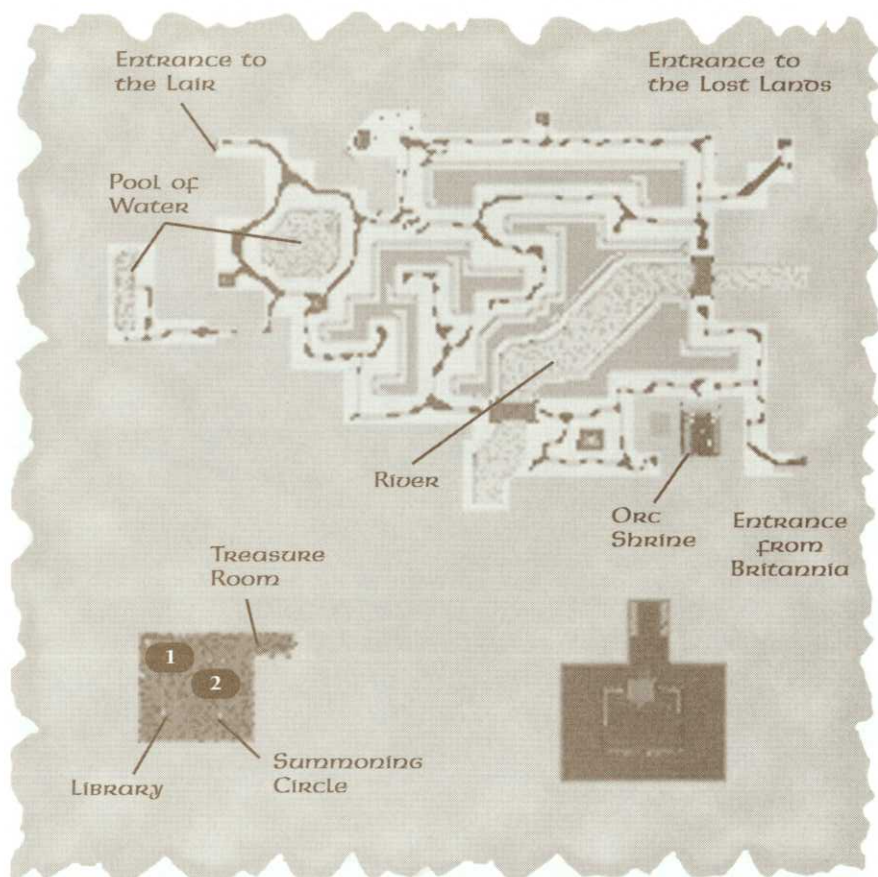 Entrance to
the Lair
Entrance to
the Lost Lands
Pool of
Water
River
Orc
Shrine
Entrance
from
Britannia
Treasure
Room
1
2
Library
Summoning
Circle